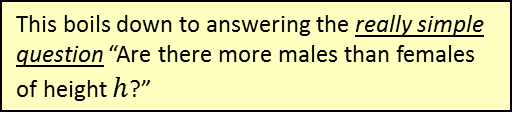 This boils down to answering the really simple
question “Are there more males than females
of height h?”